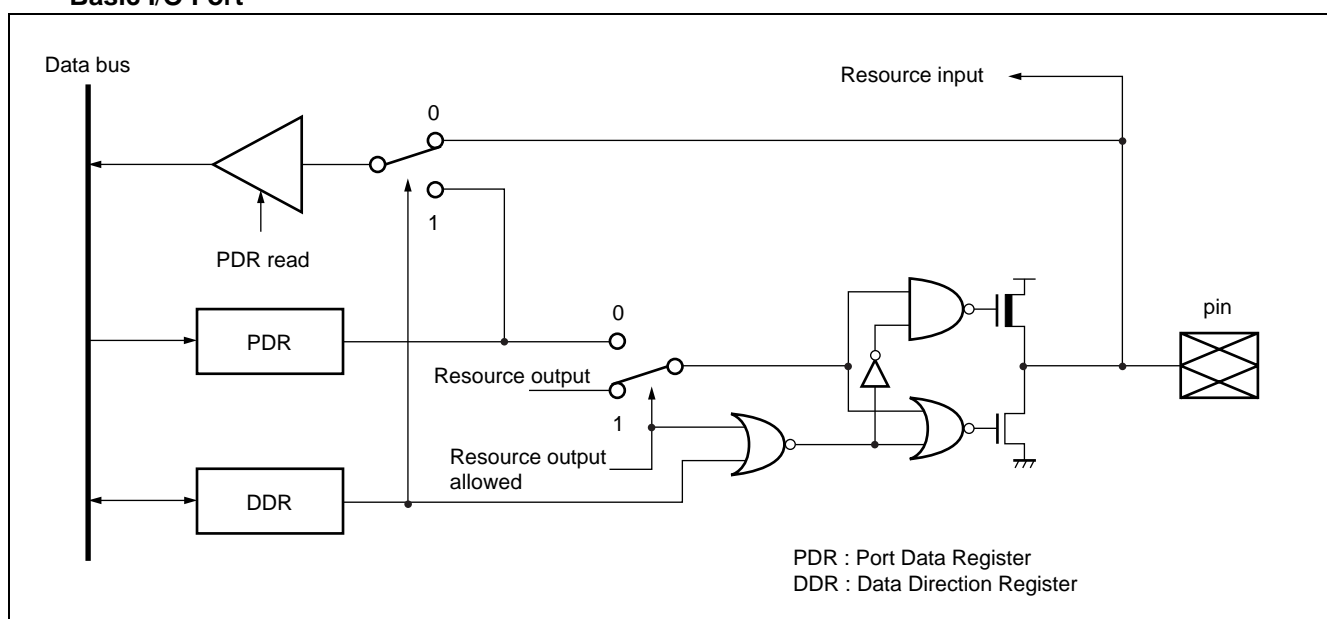 Basic I/O Port
Data bus
Resource input
0
1
PDR read
PDR
0
pin
Resource output
1
Resource output
allowed
DDR
PDR : Port Data Register
DDR : Data Direction Register